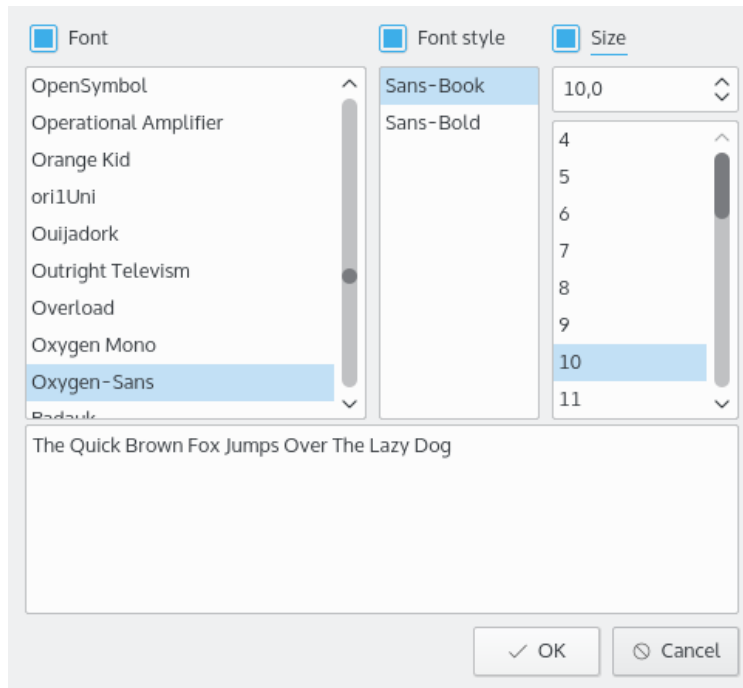 Font
Font style
Size
OpenSymbol
Operational Amplifier
Orange Kid
ori1Uni
Ouijadork
Outright Televism
Overload
Oxygen Mono
Oxygen-Sans
Padauk
Sans-Book
Sans-Bold
10,0
4
5
6
7
8
9
10
11
The Quick Brown Fox Jumps Over The Lazy Dog
OK
Cancel